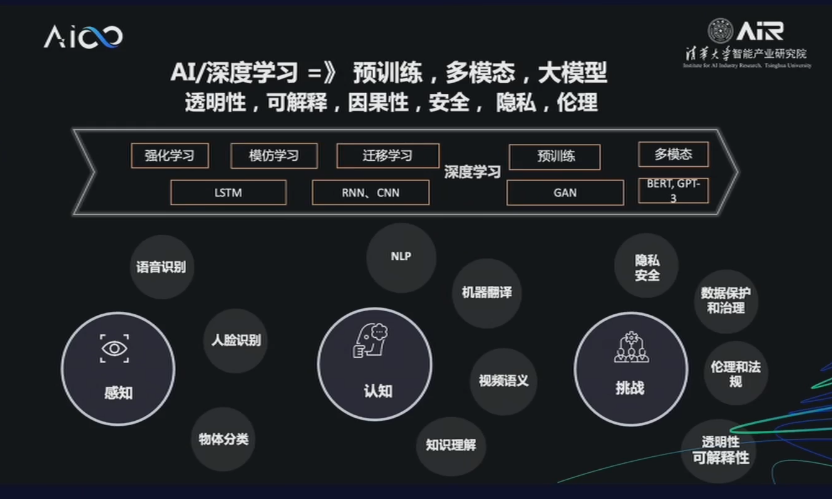 AiCO
AIR
清华大学智能产业研究院
Institute for AI Industry Research, Tsinghua University
AI/深度学习 =》 预训练，多模态，大模型
透明性，可解释，因果性，安全， 隐私，伦理
强化学习
模仿学习
迁移学习
深度学习
预训练
多模态
LSTM
RNN、CNN
GAN
BERT, GPT-
3
语音识别
人脸识别
物体分类
感知
NLP
机器翻译
视频语义
知识理解
认知
隐私
安全
数据保护
和治理
伦理和法
规
透明性
可解释性
挑战